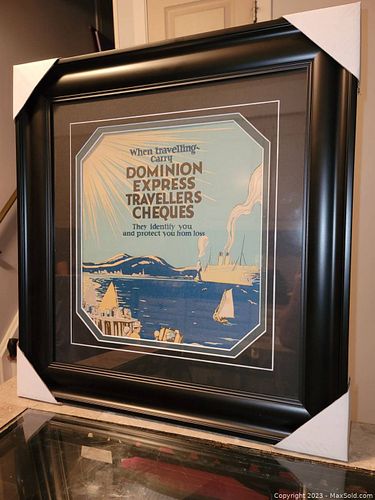 When travelling-
carry
DOMINION
EXPRESS
TRAVELLERS
CHEQUES
They identify you
and protect you from loss
Copyright 2023 - MaxSold.com